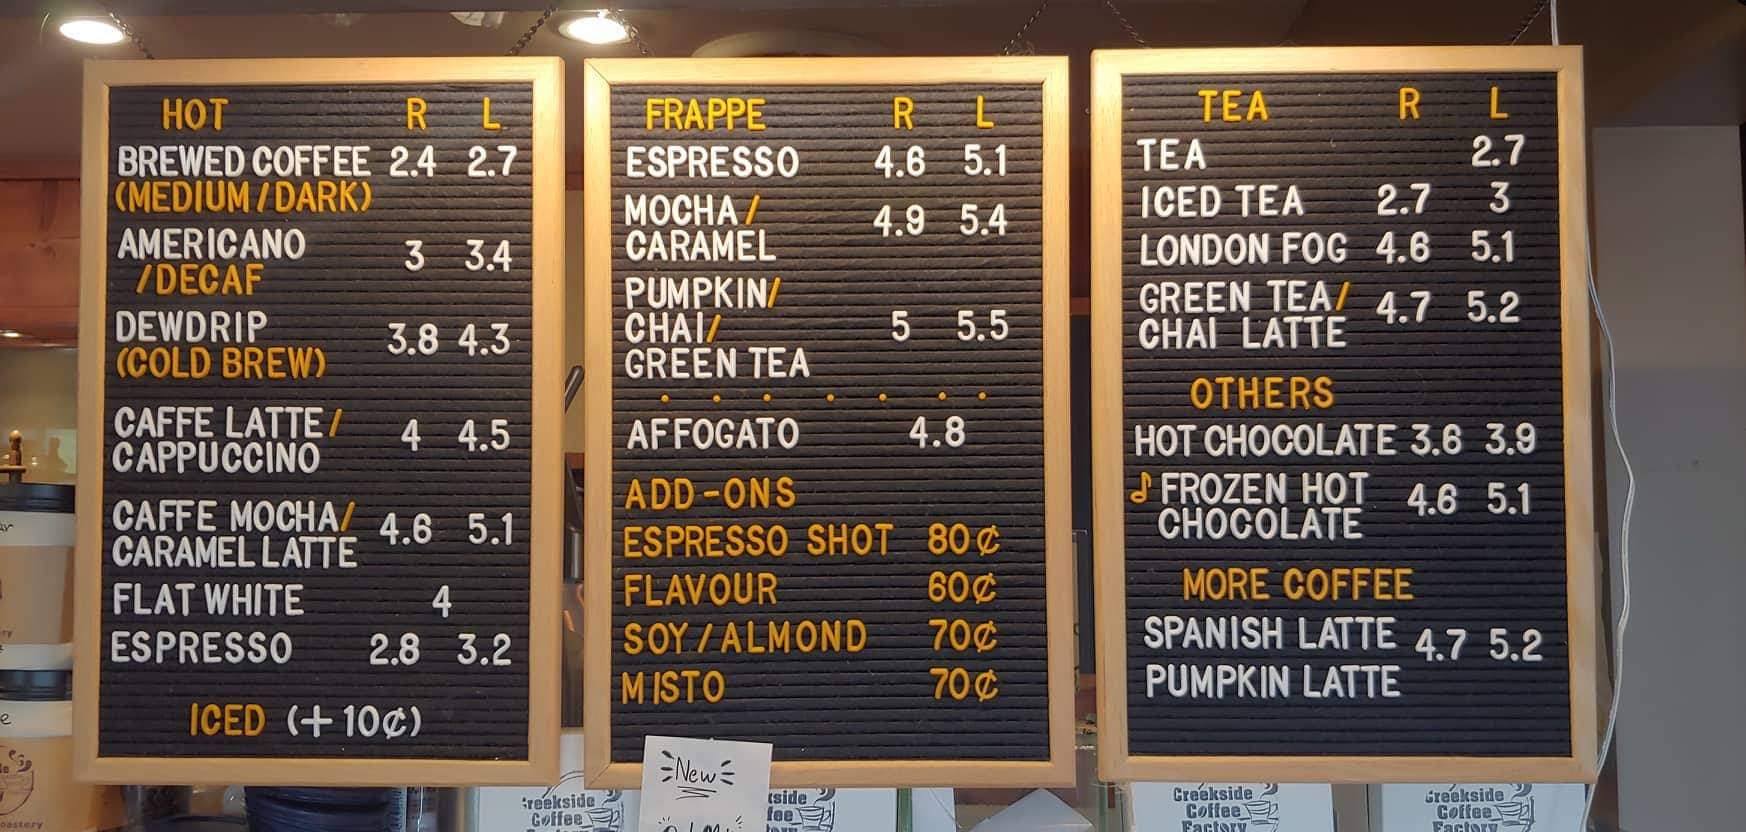 HOT R L
BREWED COFFEE 2.4 2.7
(MEDIUM/DARK)
AMERICANO 3 3.4
/DECAF
DEWDRIP 3.8 4.3
(COLD BREW)
CAFFE LATTE/ 4 4.5
CAPPUCCINO
CAFFE MOCHA/ 4.6 5.1
CARAMEL LATTE
FLAT WHITE 4
ESPRESSO 2.8 3.2
ICED (+10¢)
FRAPPE R L
ESPRESSO 4.6 5.1
MOCHA/ 4.9 5.4
CARAMEL
PUMPKIN/
CHAI/ 5 5.5
GREEN TEA
AFFOGATO 4.8
ADD-ONS
ESPRESSO SHOT 80¢
FLAVOUR 60¢
SOY/ALMOND 70¢
MISTO 70¢
TEA R L
TEA 2.7
ICED TEA 2.7 3
LONDON FOG 4.6 5.1
GREEN TEA/ 4.7 5.2
CHAI LATTE
OTHERS
HOT CHOCOLATE 3.6 3.9
♪ FROZEN HOT 4.6 5.1
CHOCOLATE
MORE COFFEE
SPANISH LATTE 4.7 5.2
PUMPKIN LATTE
New
Creekside
Coffee
Factory
Creekside
Coffee
Factory
Creekside
Coffee
Factory